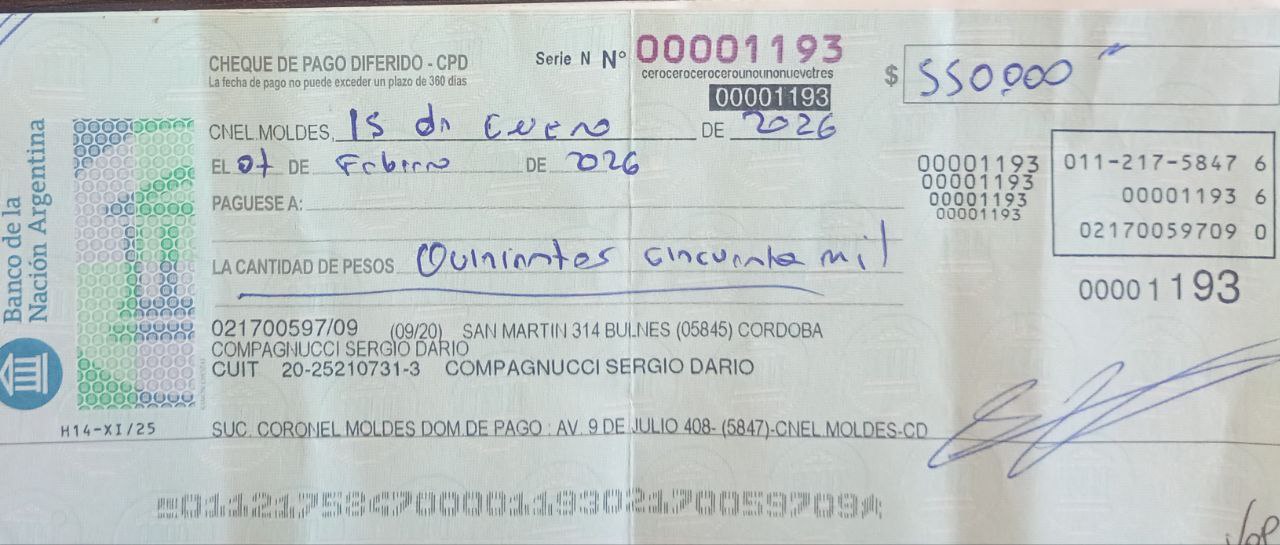 Banco de la
Nación Argentina
CHEQUE DE PAGO DIFERIDO - CPD
La fecha de pago no puede exceder un plazo de 360 días
Serie N Nº 00001193
cerocerocerocerounounonuevetres
00001193
$ 550.000
CNEL.MOLDES, 15 de Enero DE 2026
EL 07 DE Febrero DE 2026
PAGUESE A:
LA CANTIDAD DE PESOS Quinientos cincuenta mil
00001193
00001193
00001193
00001193
011-217-5847 6
00001193 6
02170059709 0
00001193
021700597/09 (09/20) SAN MARTIN 314 BULNES (05845) CORDOBA
COMPAGNUCCI SERGIO DARIO
CUIT 20-25210731-3 COMPAGNUCCI SERGIO DARIO
H14-XI/25
SUC. CORONEL MOLDES DOM.DE PAGO : AV. 9 DE JULIO 408- (5847)-CNEL.MOLDES-CD
01121758470000119302170059709